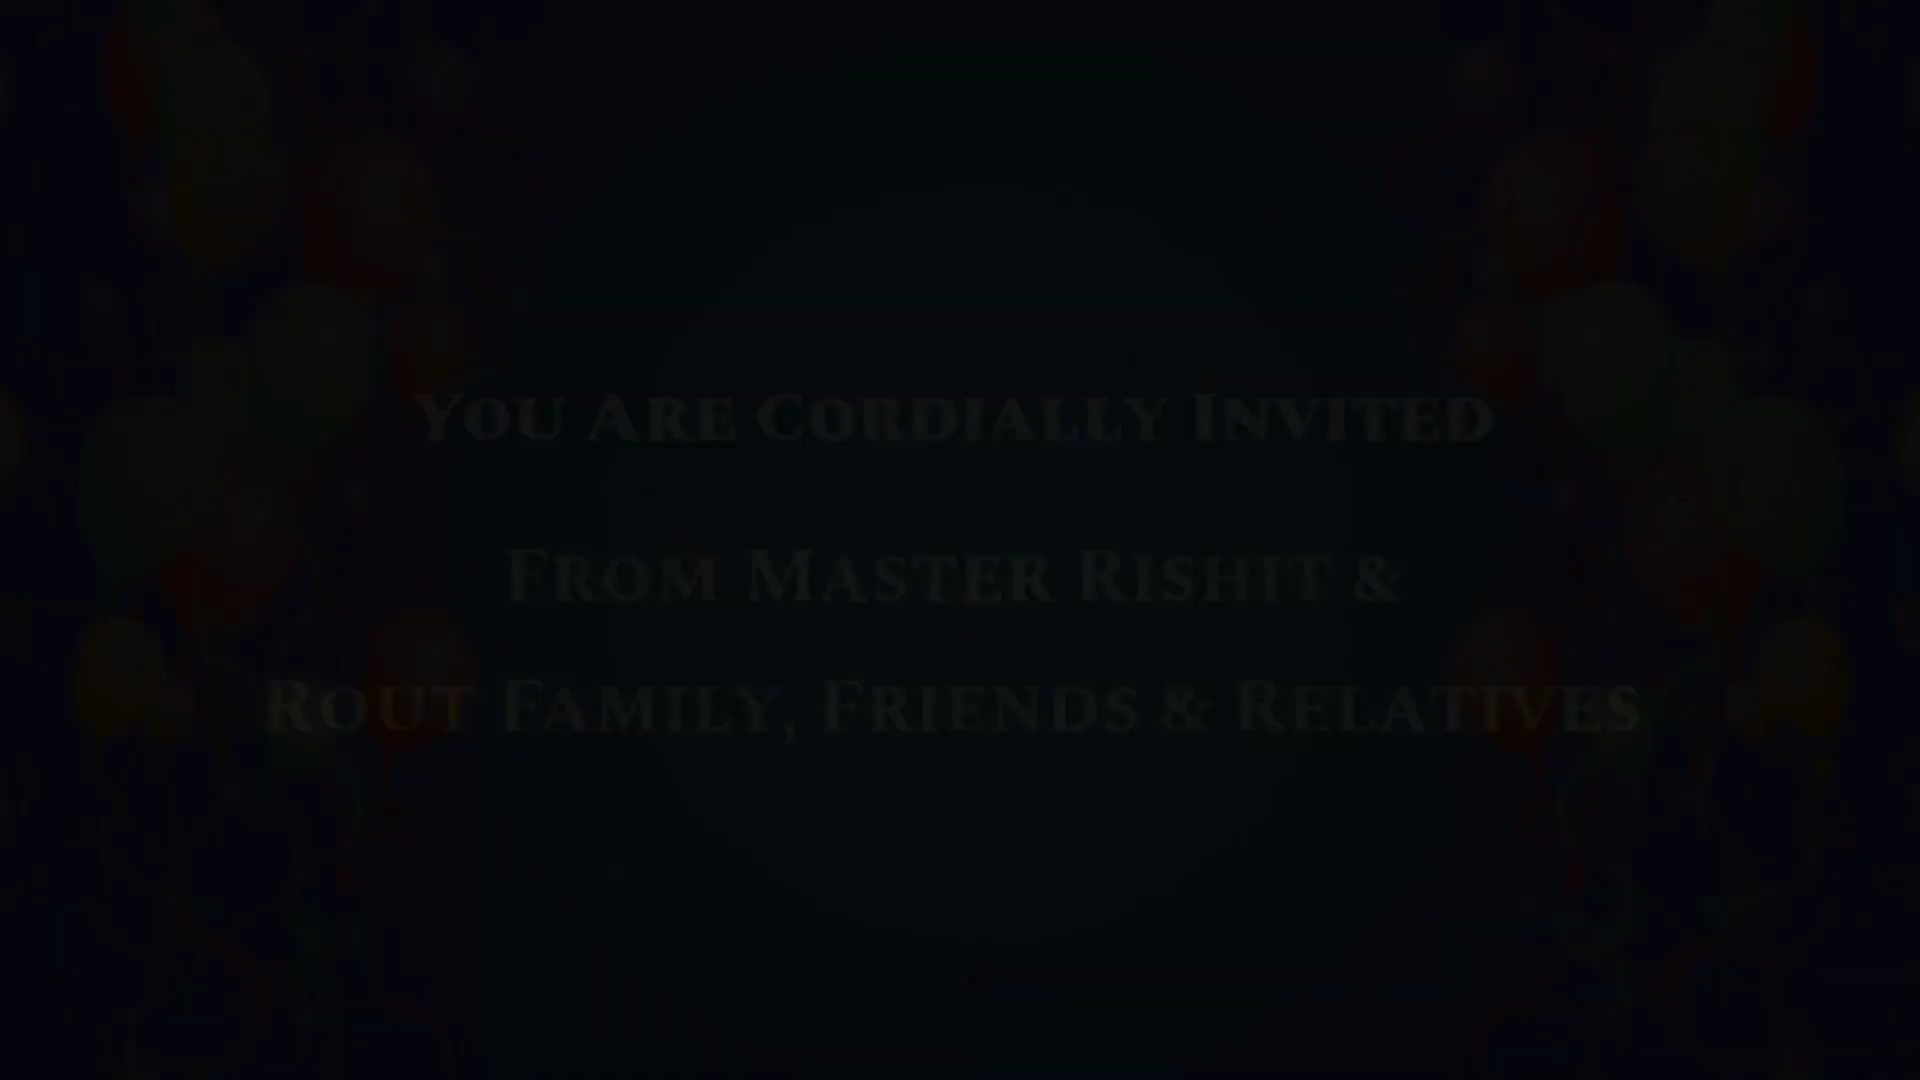 You Are Cordially Invited
From Master Rishit &
Rout Family, Friends & Relatives